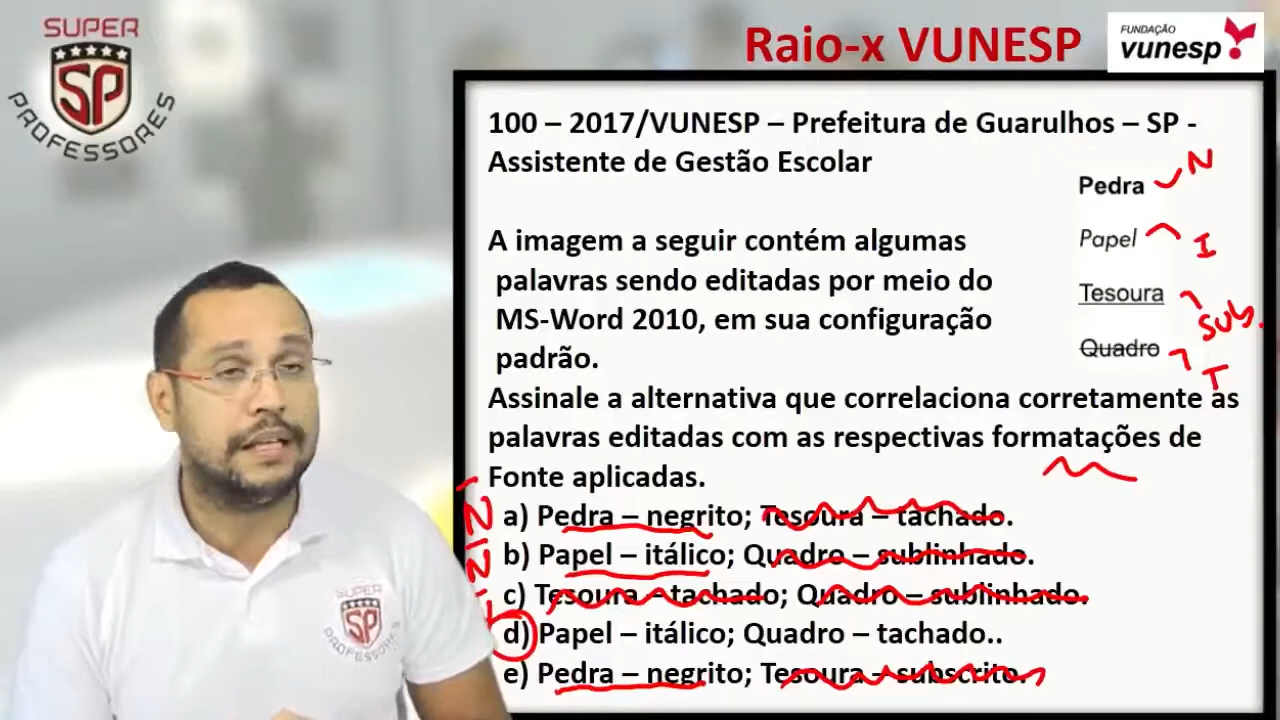 SUPER
SP
PROFESSORES
Raio-x VUNESP
FUNDAÇÃO
vunesp
100 – 2017/VUNESP – Prefeitura de Guarulhos – SP -
Assistente de Gestão Escolar
Pedra N
Papel I
Tesoura Sub.
Quadro T
A imagem a seguir contém algumas
palavras sendo editadas por meio do
MS-Word 2010, em sua configuração
padrão.
Assinale a alternativa que correlaciona corretamente as
palavras editadas com as respectivas formatações de
Fonte aplicadas.
a) Pedra – negrito; Tesoura – tachado.
b) Papel – itálico; Quadro – sublinhado.
c) Tesoura – tachado; Quadro – sublinhado.
d) Papel – itálico; Quadro – tachado..
e) Pedra – negrito; Tesoura – subscrito.
SUPER
SP
PROFESSORES